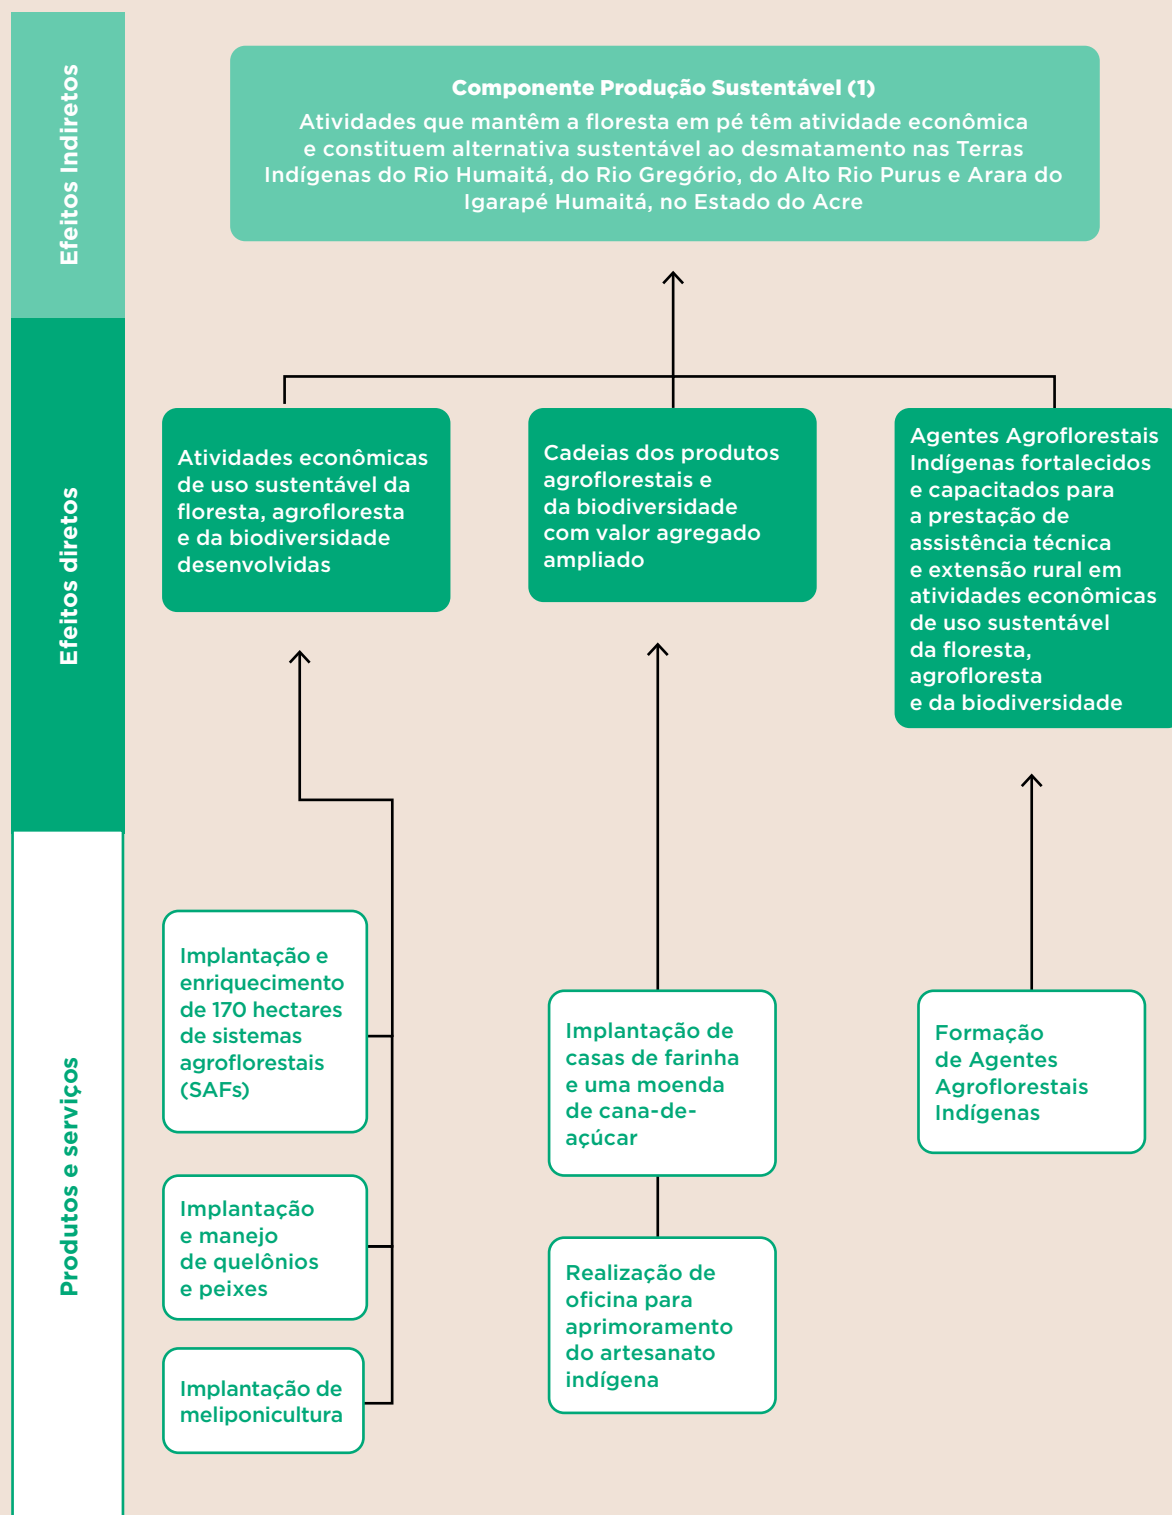 Efeitos Indiretos
Componente Produção Sustentável (1)
Atividades que mantêm a floresta em pé têm atividade econômica
e constituem alternativa sustentável ao desmatamento nas Terras
Indígenas do Rio Humaitá, do Rio Gregório, do Alto Rio Purus e Arara do
Igarapé Humaitá, no Estado do Acre
Efeitos diretos
Atividades econômicas
de uso sustentável da
floresta, agrofloresta
e da biodiversidade
desenvolvidas
Cadeias dos produtos
agroflorestais e
da biodiversidade
com valor agregado
ampliado
Agentes Agroflorestais
Indígenas fortalecidos
e capacitados para
a prestação de
assistência técnica
e extensão rural em
atividades econômicas
de uso sustentável
da floresta,
agrofloresta
e da biodiversidade
Produtos e serviços
Implantação e
enriquecimento
de 170 hectares
de sistemas
agroflorestais
(SAFs)
Implantação
e manejo
de quelônios
e peixes
Implantação de
meliponicultura
Implantação de
casas de farinha
e uma moenda
de cana-de-
açúcar
Realização de
oficina para
aprimoramento
do artesanato
indígena
Formação
de Agentes
Agroflorestais
Indígenas